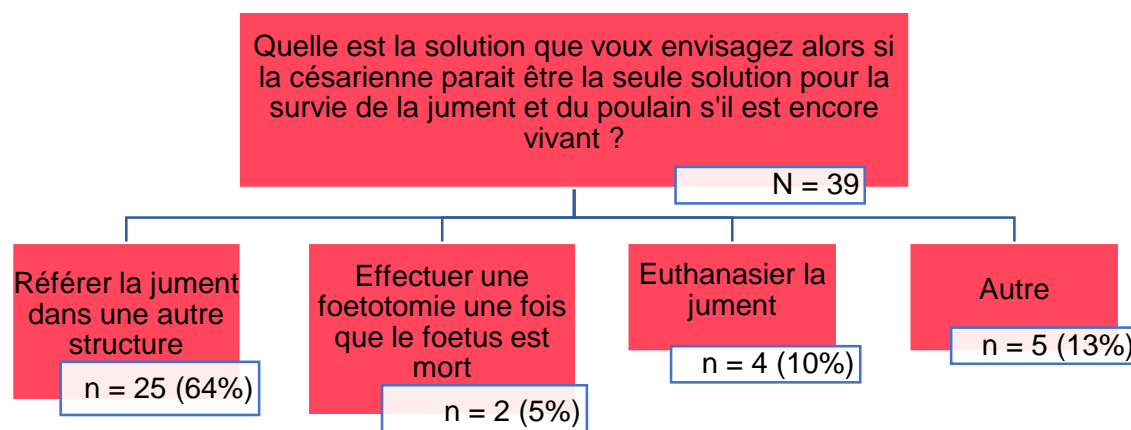 Quelle est la solution que voux envisagez alors si
la césarienne parait être la seule solution pour la
survie de la jument et du poulain s'il est encore
vivant ?
N = 39
Référer la jument
dans une autre
structure
n = 25 (64%)
Effectuer une
foetotomie une fois
que le foetus est
mort
n = 2 (5%)
Euthanasier la
jument
n = 4 (10%)
Autre
n = 5 (13%)